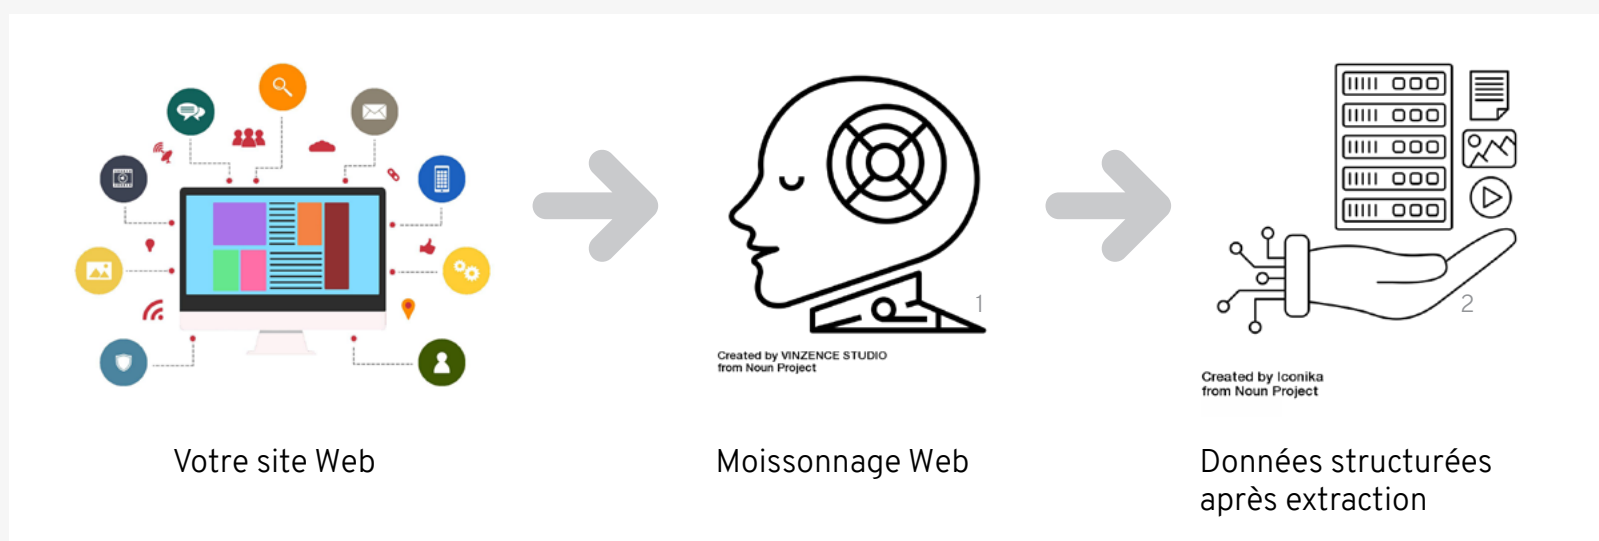 1
2
Created by VINZENCE STUDIO
from Noun Project
Created by Iconika
from Noun Project
Votre site Web
Moissonnage Web
Données structurées
après extraction